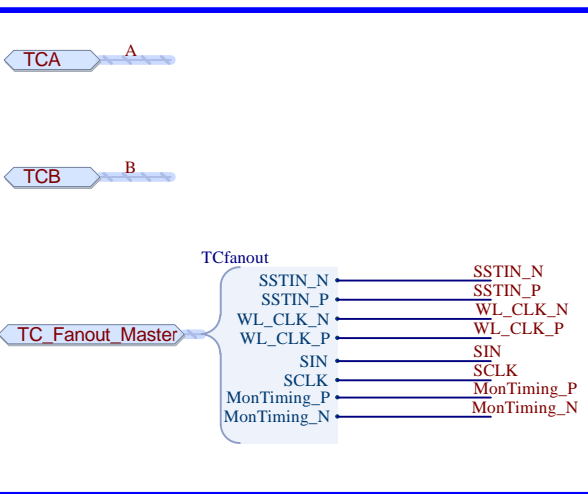 A
TCA
B
TCB
TCfanout
SSTIN_N SSTIN_N
SSTIN_P SSTIN_P
WL_CLK_N WL_CLK_N
TC_Fanout_Master WL_CLK_P WL_CLK_P
SIN SIN
SCLK SCLK
MonTiming_P MonTiming_P
MonTiming_N MonTiming_N